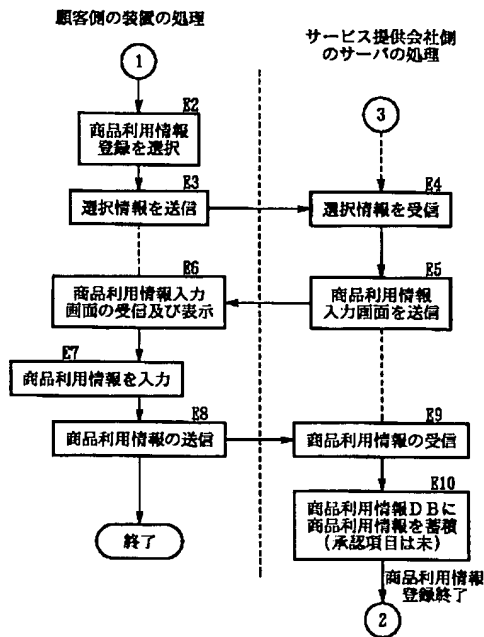 顧客側の装置の処理
サービス提供会社側
のサーバの処理
1
3
E2
商品利用情報
登録を選択
E3
選択情報を送信
E4
選択情報を受信
E6
商品利用情報入力
画面の受信及び表示
E5
商品利用情報
入力画面を送信
E7
商品利用情報を入力
E8
商品利用情報の送信
E9
商品利用情報の受信
E10
商品利用情報DBに
商品利用情報を蓄積
(承認項目は未)
終了
商品利用情報
登録終了
2